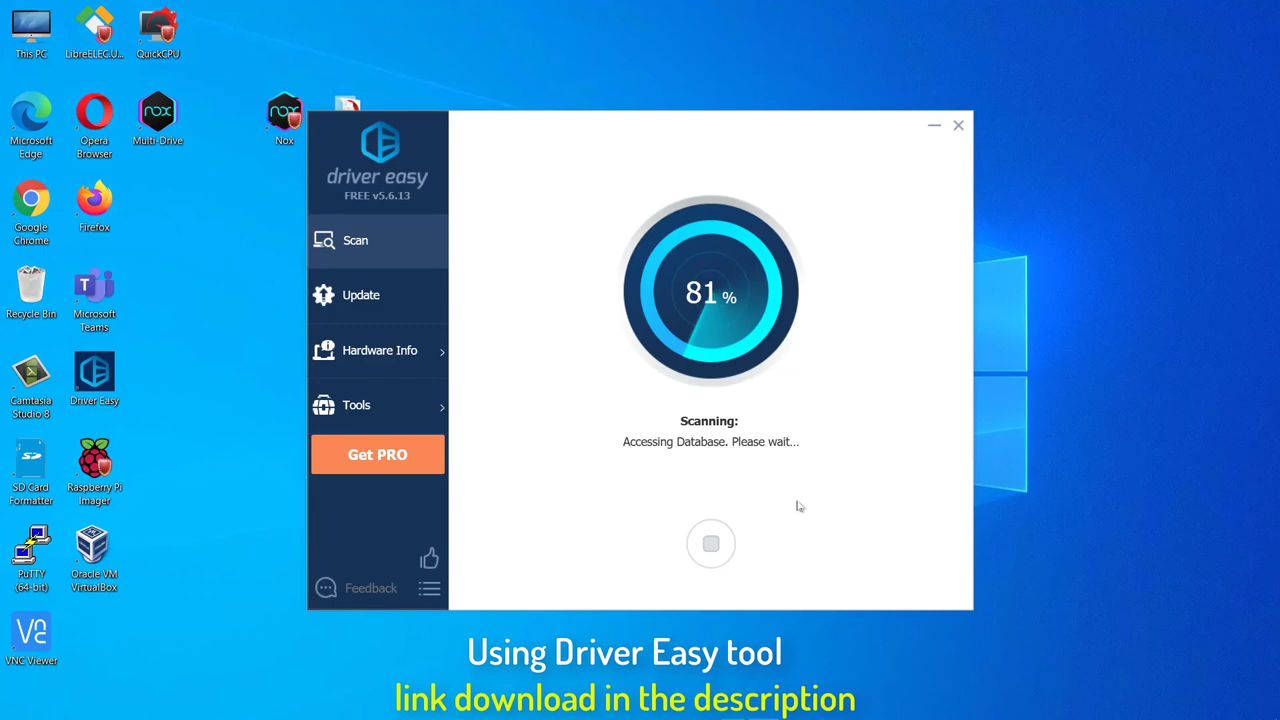 This PC
LibreELEC.U...
QuickCPU
Microsoft
Edge
Opera
Browser
nox
Multi-Drive
nox
Nox
Google
Chrome
Firefox
Recycle Bin
Microsoft
Teams
Camtasia
Studio 8
Driver Easy
SD
SD Card
Formatter
Raspberry Pi
Imager
PuTTY
(64-bit)
Oracle VM
VirtualBox
VNC Viewer
driver easy
FREE v5.6.13
Scan
Update
Hardware Info
Tools
Get PRO
Feedback
81 %
Scanning:
Accessing Database. Please wait...
Using Driver Easy tool
link download in the description